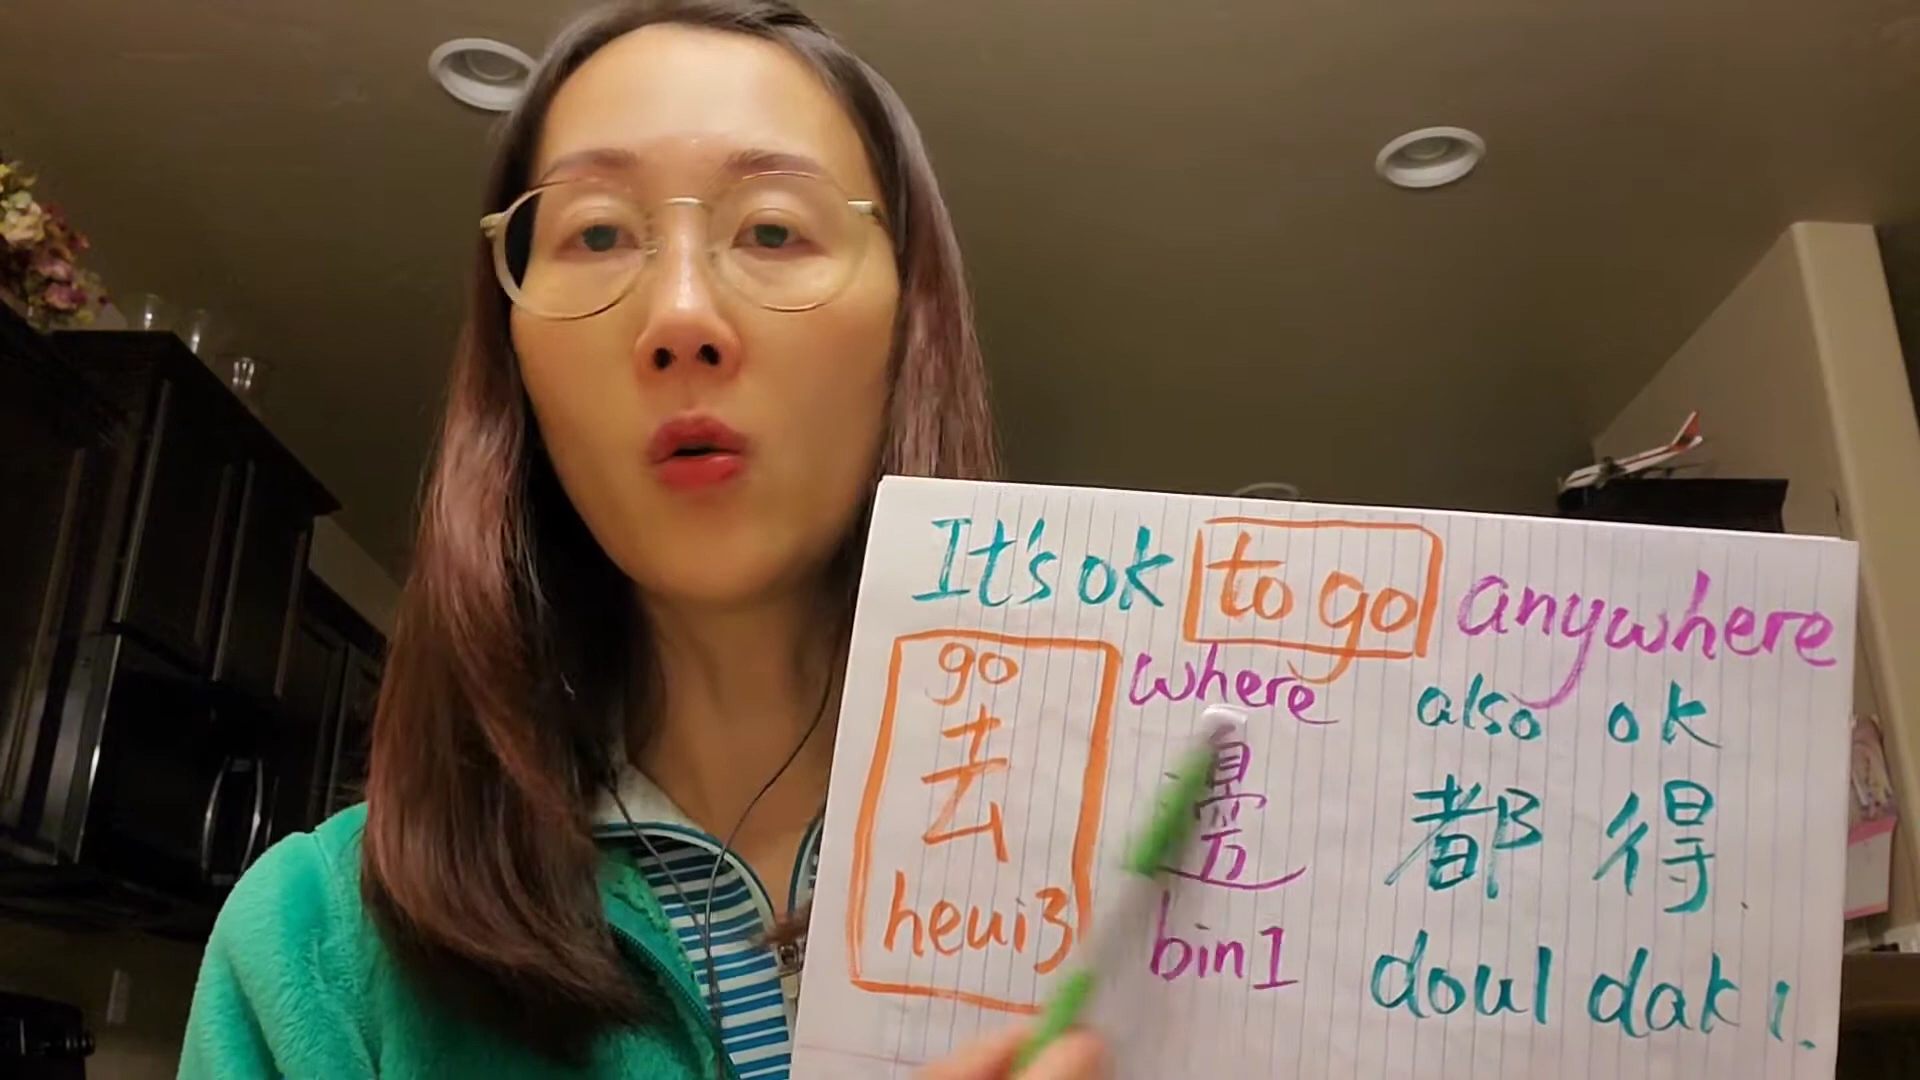 It's ok to go anywhere
go where also ok
去 邊 都 得.
heui3 bin1 dou1 dak1.